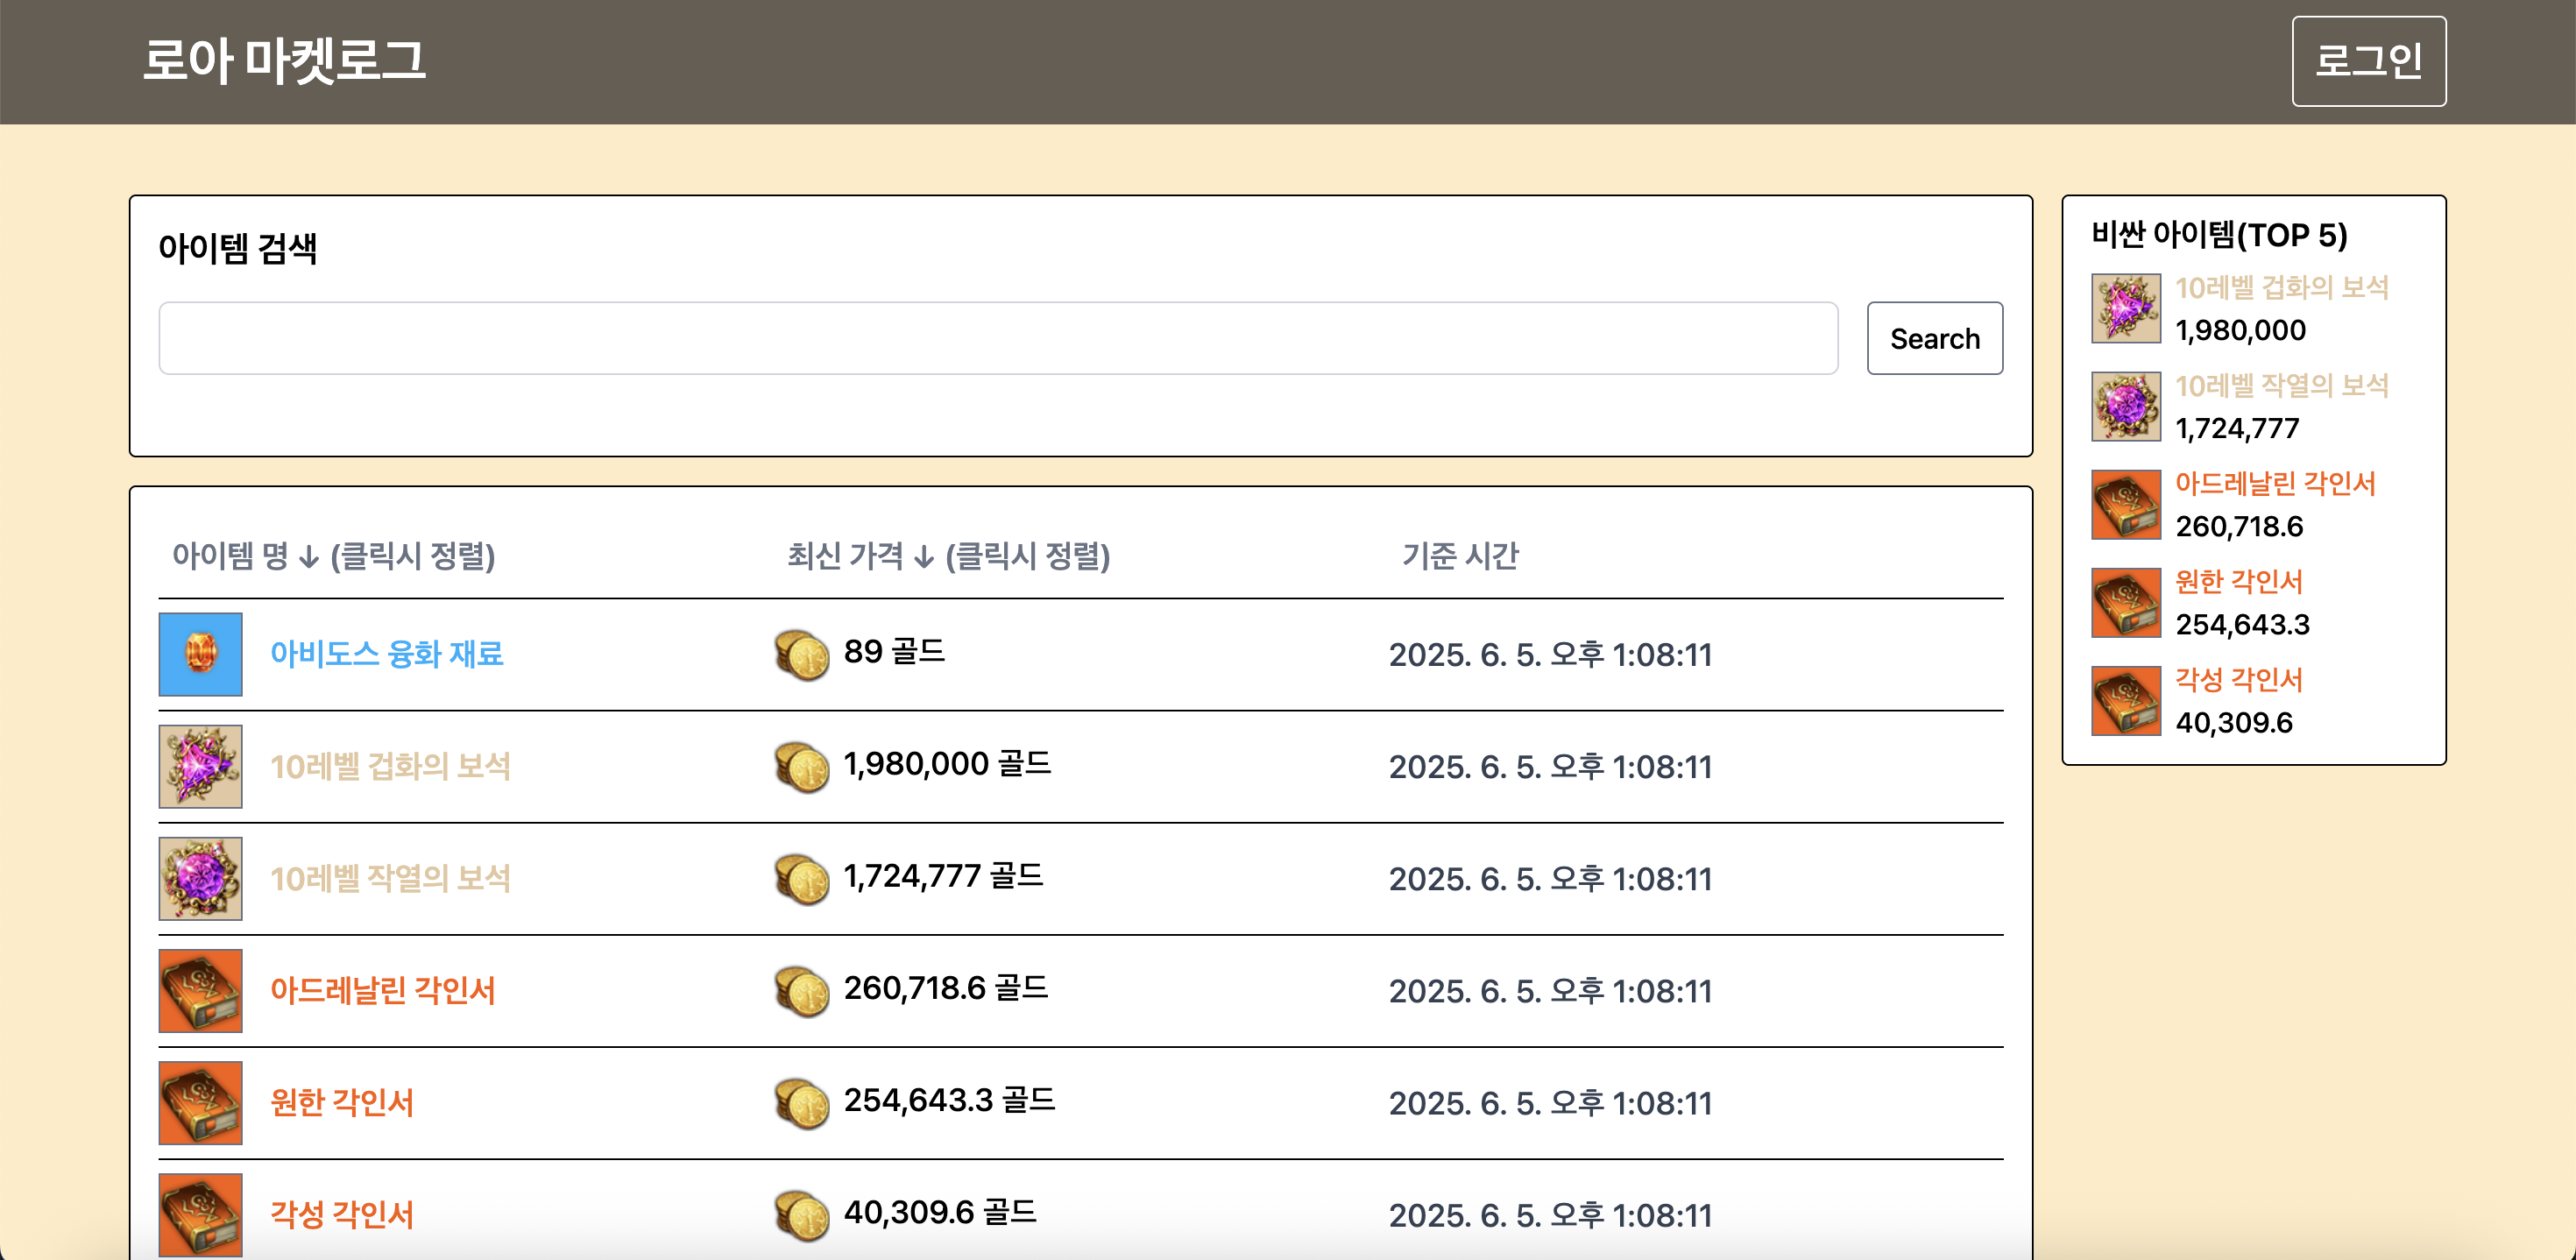 로아 마켓로그
로그인
아이템 검색
Search
아이템 명 ↓ (클릭시 정렬) 최신 가격 ↓ (클릭시 정렬) 기준 시간
아비도스 융화 재료 89 골드 2025. 6. 5. 오후 1:08:11
10레벨 겁화의 보석 1,980,000 골드 2025. 6. 5. 오후 1:08:11
10레벨 작열의 보석 1,724,777 골드 2025. 6. 5. 오후 1:08:11
아드레날린 각인서 260,718.6 골드 2025. 6. 5. 오후 1:08:11
원한 각인서 254,643.3 골드 2025. 6. 5. 오후 1:08:11
각성 각인서 40,309.6 골드 2025. 6. 5. 오후 1:08:11
비싼 아이템(TOP 5)
10레벨 겁화의 보석
1,980,000
10레벨 작열의 보석
1,724,777
아드레날린 각인서
260,718.6
원한 각인서
254,643.3
각성 각인서
40,309.6